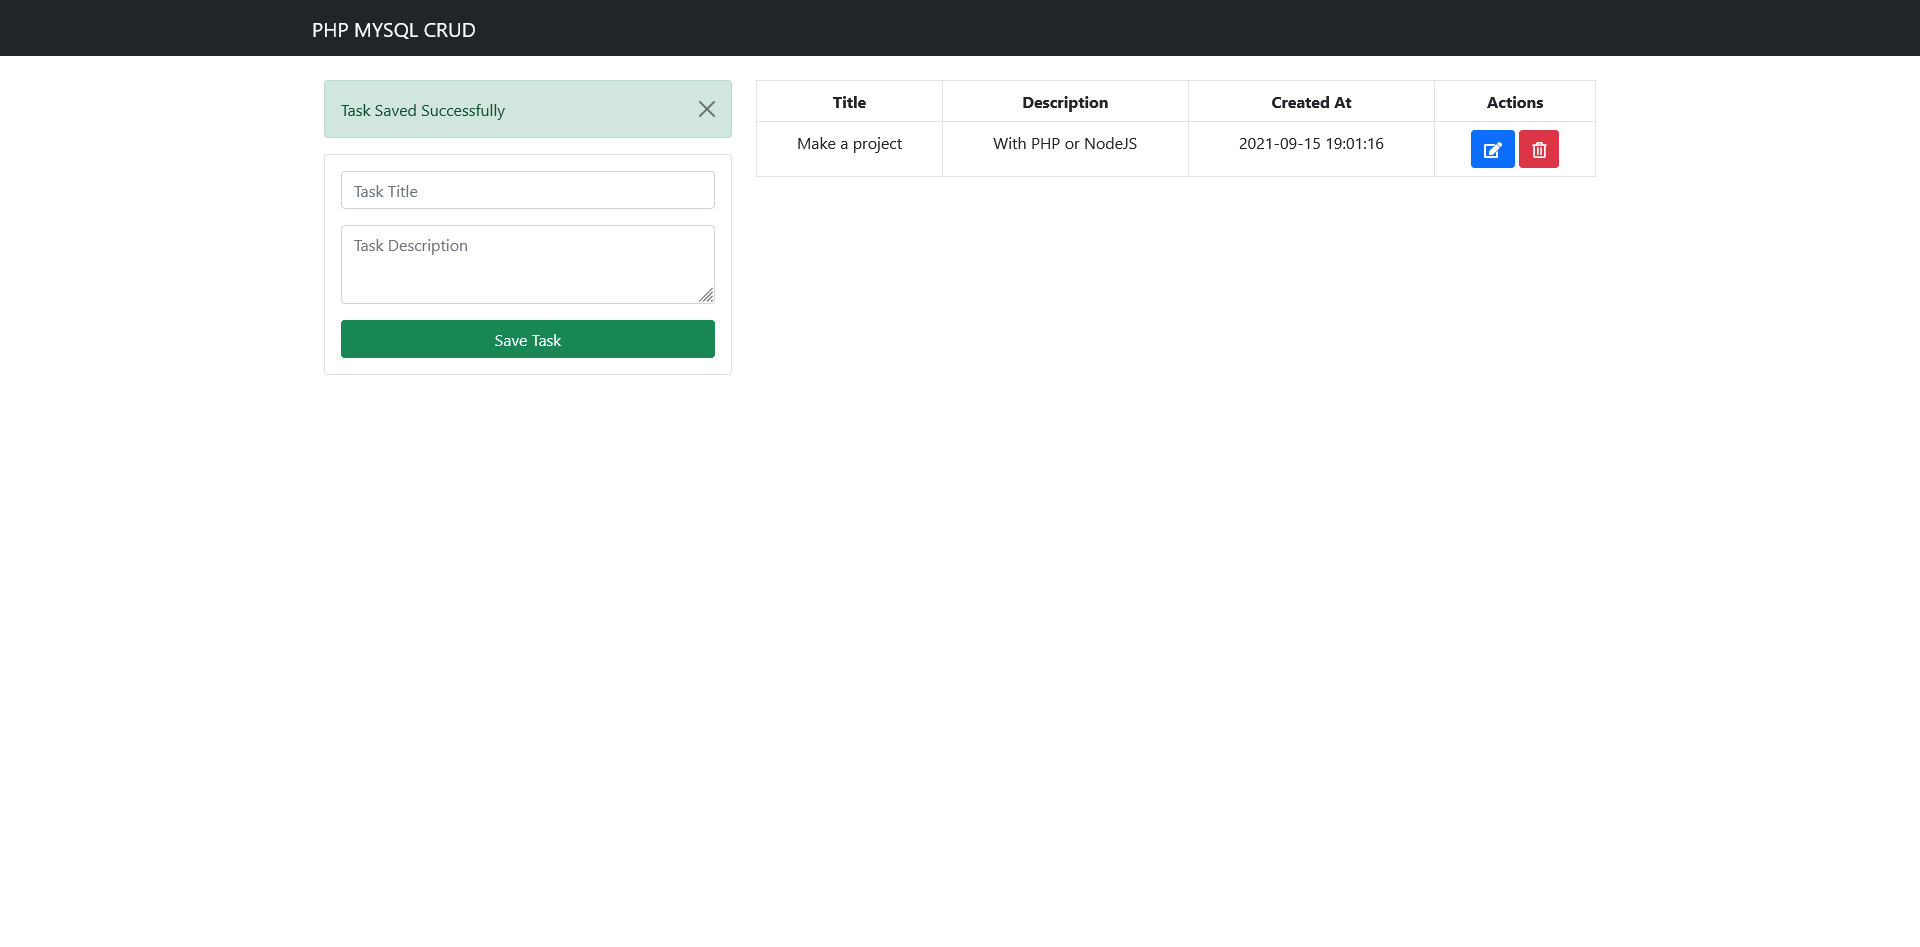 PHP MYSQL CRUD
Task Saved Successfully
Task Title
Task Description
Save Task
Title Description Created At Actions
Make a project With PHP or NodeJS 2021-09-15 19:01:16